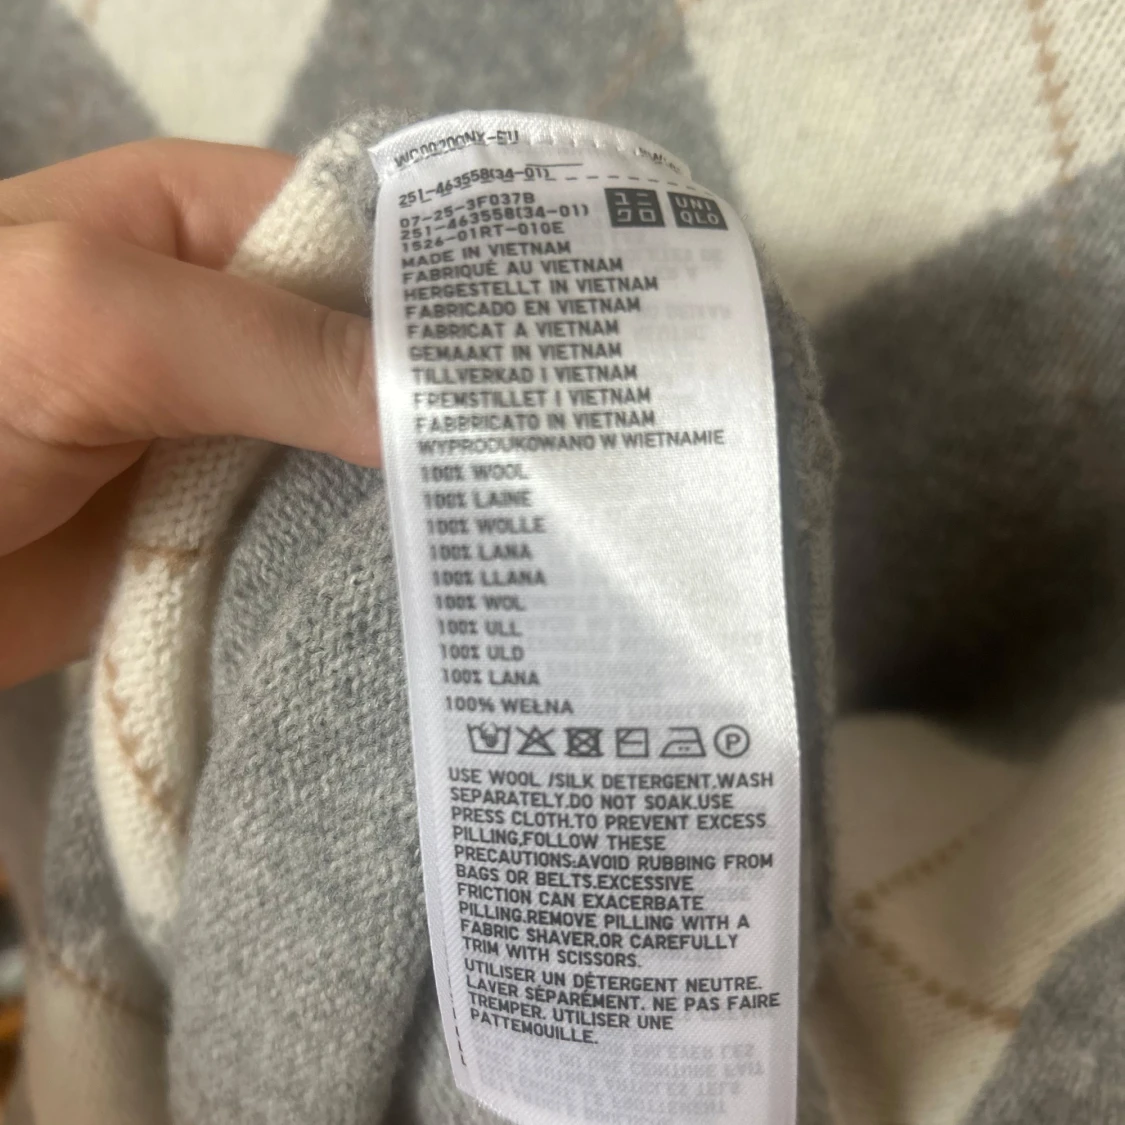 WC00200NX-EU
251-463558(34-01)
07-25-3F037B
251-463558(34-01)
1526-01RT-010E
ユニ
クロ
UNI
QLO
MADE IN VIETNAM
FABRIQUÉ AU VIETNAM
HERGESTELLT IN VIETNAM
FABRICADO EN VIETNAM
FABRICAT A VIETNAM
GEMAAKT IN VIETNAM
TILLVERKAD I VIETNAM
FREMSTILLET I VIETNAM
FABBRICATO IN VIETNAM
WYPRODUKOWANO W WIETNAMIE
100% WOOL
100% LAINE
100% WOLLE
100% LANA
100% LLANA
100% WOL
100% ULL
100% ULD
100% LANA
100% WEŁNA
P
USE WOOL /SILK DETERGENT.WASH
SEPARATELY.DO NOT SOAK.USE
PRESS CLOTH.TO PREVENT EXCESS
PILLING,FOLLOW THESE
PRECAUTIONS:AVOID RUBBING FROM
BAGS OR BELTS.EXCESSIVE
FRICTION CAN EXACERBATE
PILLING.REMOVE PILLING WITH A
FABRIC SHAVER,OR CAREFULLY
TRIM WITH SCISSORS.
UTILISER UN DÉTERGENT NEUTRE.
LAVER SÉPARÉMENT. NE PAS FAIRE
TREMPER. UTILISER UNE
PATTEMOUILLE.